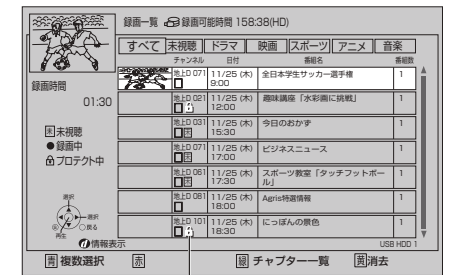 録画一覧 録画可能時間 158:38(HD)
すべて 未視聴 ドラマ 映画 スポーツ アニメ 音楽
チャンネル 日付 番組名 番組数
地上D 071 11/25 (木) 9:00 全日本学生サッカー選手権 1
地上D 021 11/25 (木) 12:00 趣味講座「水彩画に挑戦」 1
地上D 031 未 11/25 (木) 15:30 今日のおかず 1
地上D 071 未 11/25 (木) 17:00 ビジネスニュース 1
地上D 061 未 11/25 (木) 17:30 スポーツ教室「タッチフットボール」 1
地上D 081 11/25 (木) 18:00 Agris特選情報 1
地上D 101 11/25 (木) 18:30 にっぽんの景色 1
録画時間
01:30
未 未視聴
●録画中
プロテクト中
選択
選択
戻る
再生
d 情報表示
USB HDD 1
青 複数選択 赤 緑 チャプター一覧 黄 消去